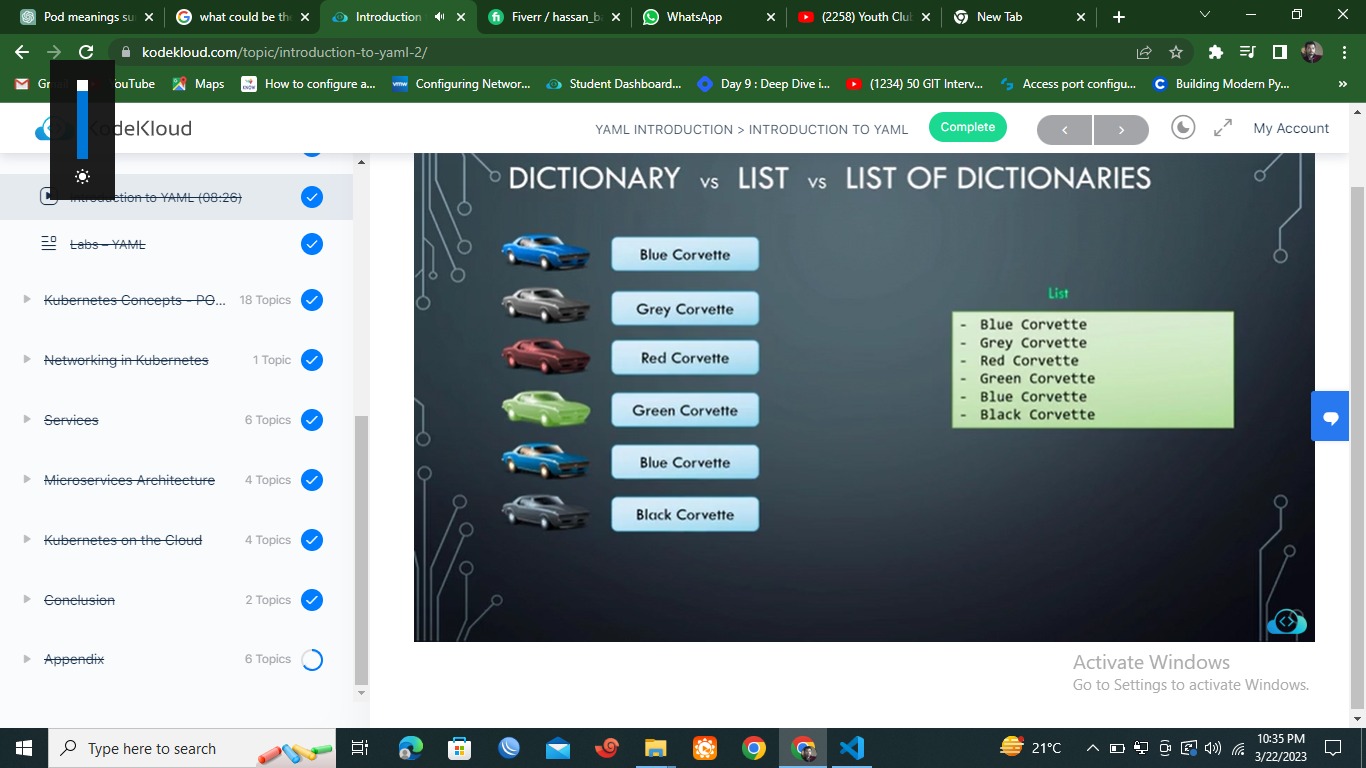 Pod meanings su
what could be the
Introduction
Fiverr / hassan_b
WhatsApp
(2258) Youth Clu
New Tab
kodekloud.com/topic/introduction-to-yaml-2/
YouTube
Maps
How to configure a...
Configuring Networ...
Student Dashboard...
Day 9 : Deep Dive i...
(1234) 50 GIT Interv...
Access port configu...
Building Modern Py...
»
KodeKloud
YAML INTRODUCTION > INTRODUCTION TO YAML
Complete
My Account
Introduction to YAML (08:26)
Labs – YAML
Kubernetes Concepts - PO... 18 Topics
Networking in Kubernetes 1 Topic
Services 6 Topics
Microservices Architecture 4 Topics
Kubernetes on the Cloud 4 Topics
Conclusion 2 Topics
Appendix 6 Topics
DICTIONARY vs LIST vs LIST OF DICTIONARIES
Blue Corvette
Grey Corvette
Red Corvette
Green Corvette
Blue Corvette
Black Corvette
List
- Blue Corvette
- Grey Corvette
- Red Corvette
- Green Corvette
- Blue Corvette
- Black Corvette
Activate Windows
Go to Settings to activate Windows.
Type here to search
21°C
10:35 PM
3/22/2023